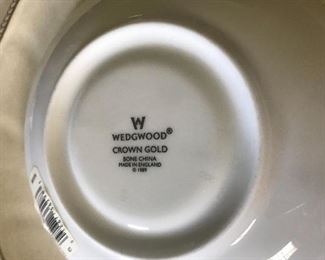 W
WEDGWOOD®
CROWN GOLD
BONE CHINA
MADE IN ENGLAND
© 1989